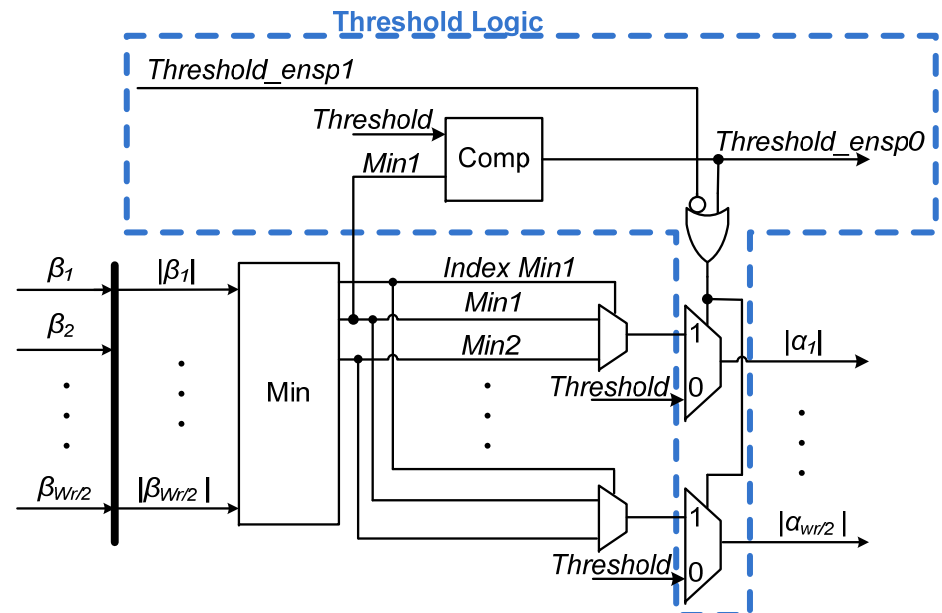 Threshold Logic
Threshold_ensp1
Threshold
Comp
Threshold_ensp0
Min1
β1
|β1|
Index Min1
Min1
β2
Min2
1
|α1|
Min
Threshold
0
βWr/2
|βWr/2|
1
|αwr/2|
Threshold
0